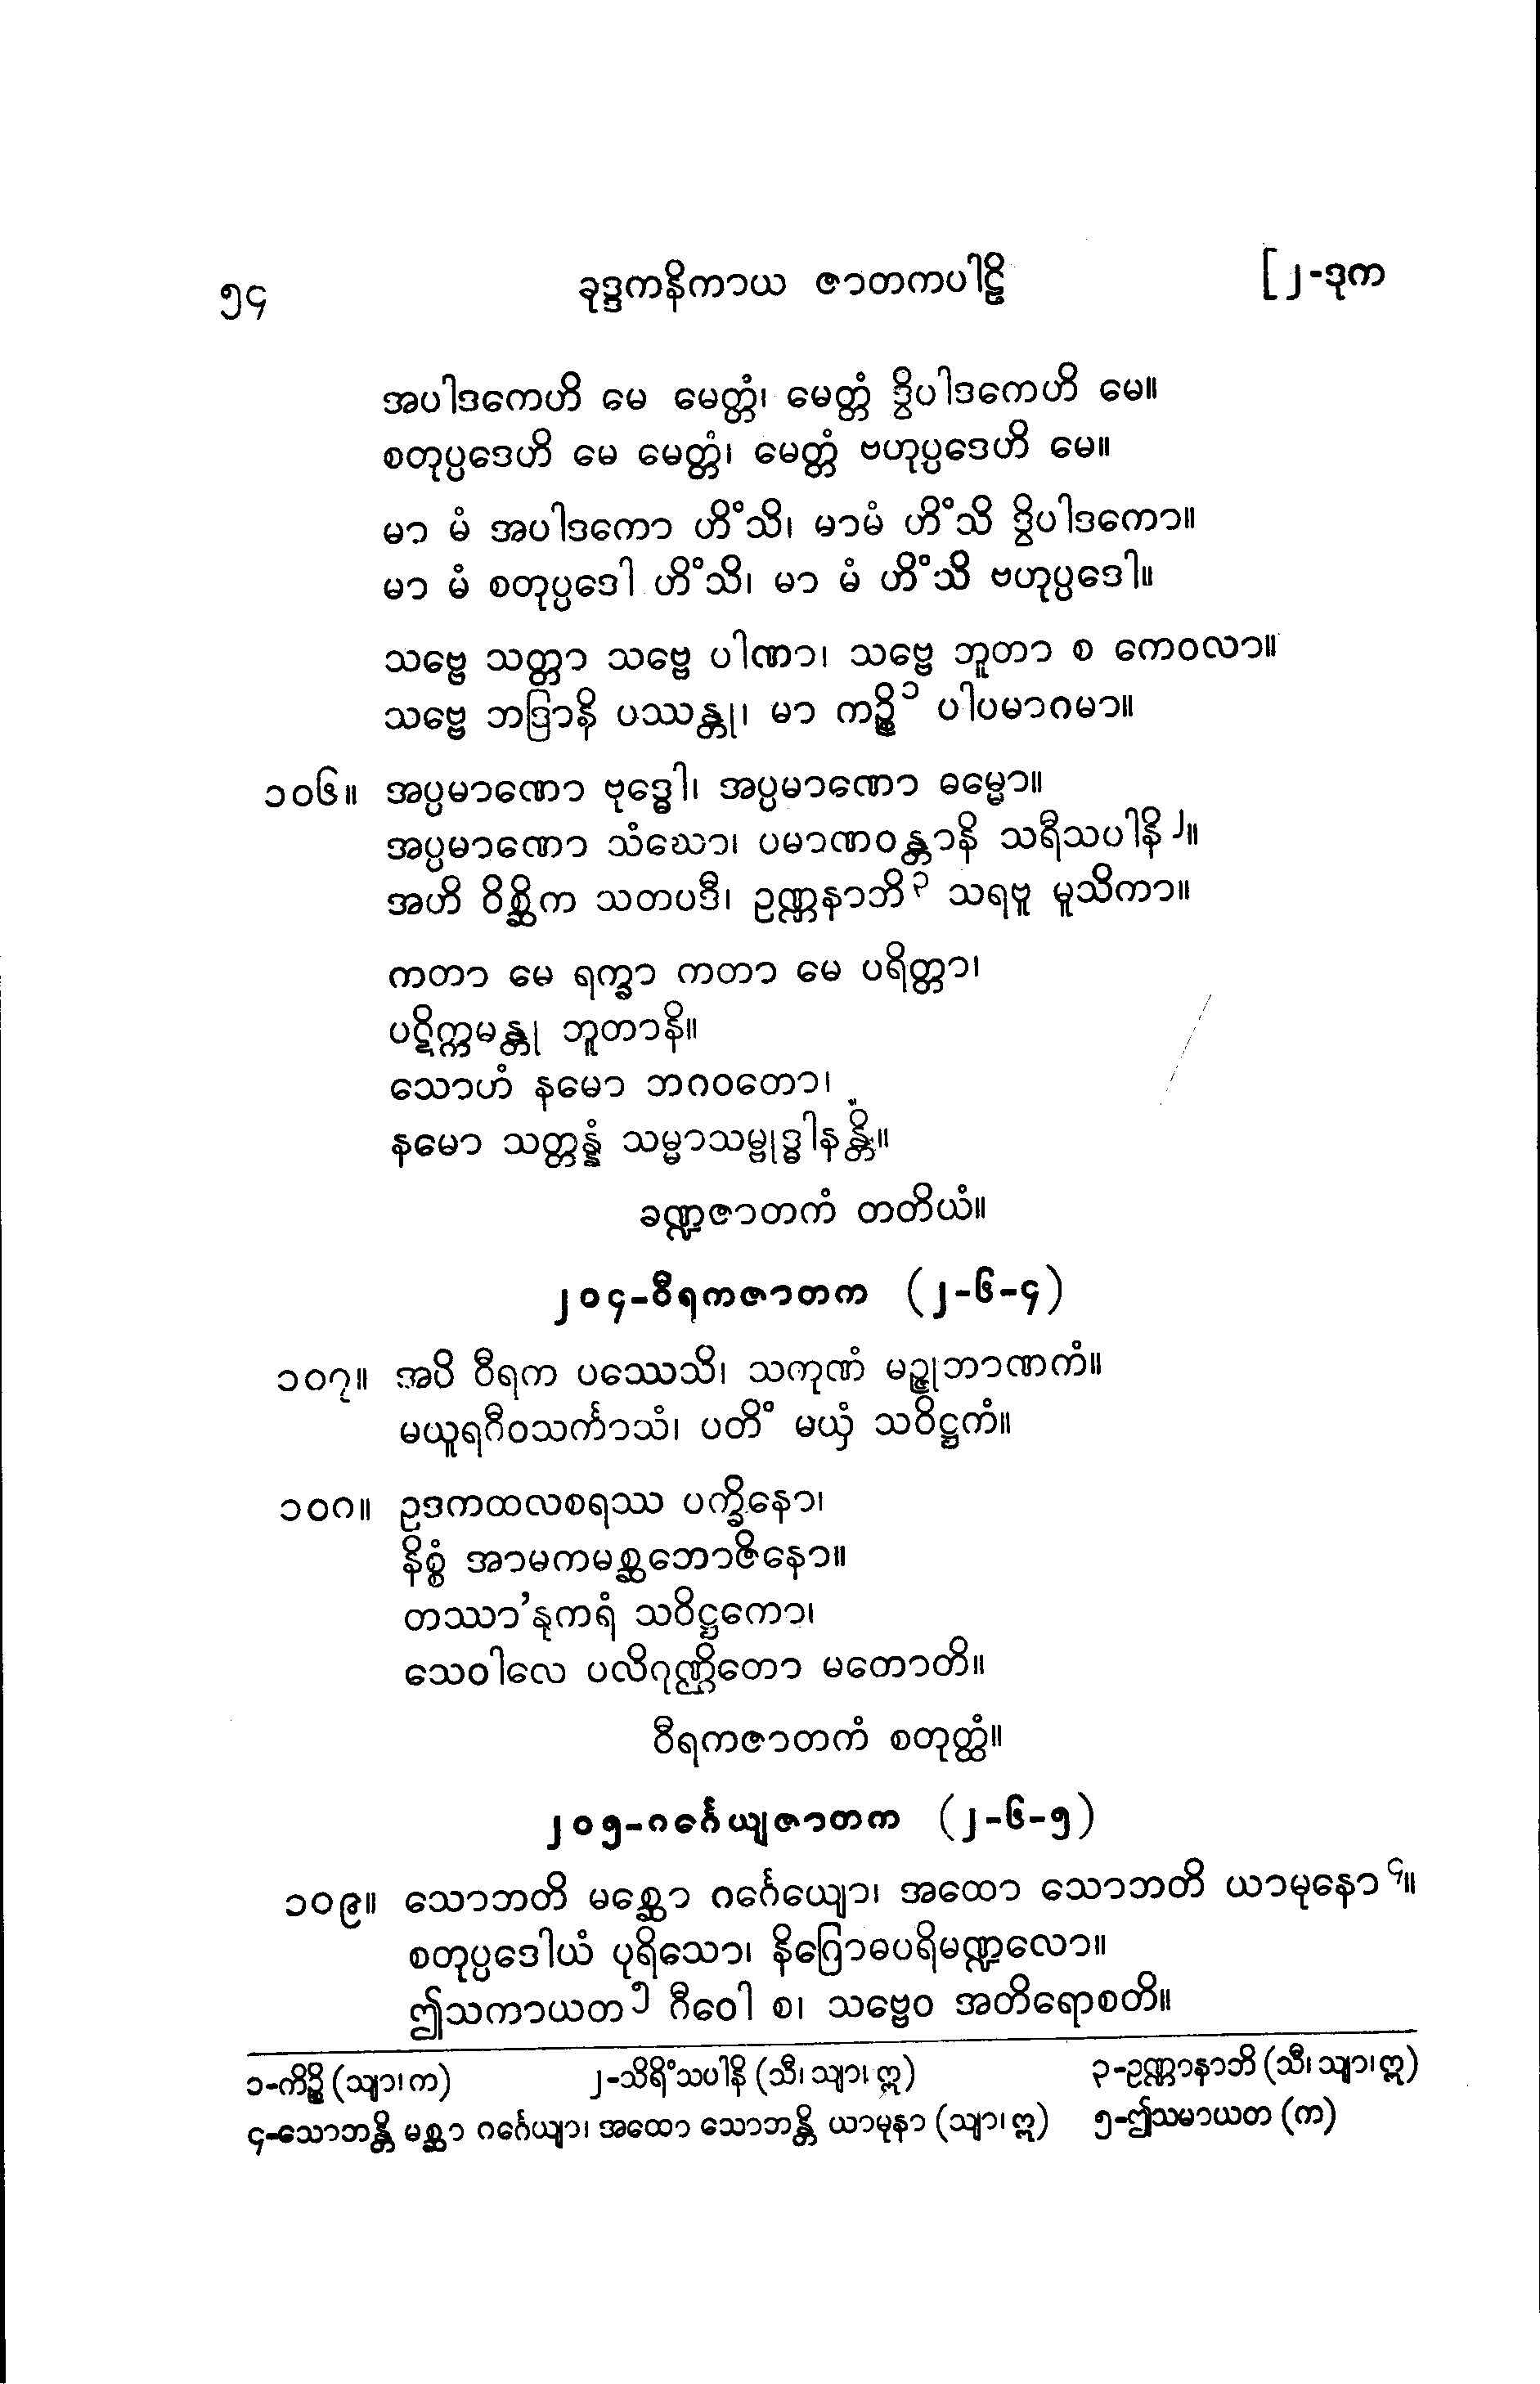 ၅၄ ခုဒ္ဒကနိကာယ ဇာတကပါဠိ [၂-ဒုက
အပါဒကေဟိ မေ မေတ္တံ၊ မေတ္တံ ဒွိပါဒကေဟိ မေ။
စတုပ္ပဒေဟိ မေ မေတ္တံ၊ မေတ္တံ ဗဟုပ္ပဒေဟိ မေ။
မာ မံ အပါဒကော ဟိံသိ၊ မာမံ ဟိံသိ ဒွိပါဒကော။
မာ မံ စတုပ္ပဒေါ ဟိံသိ၊ မာ မံ ဟိံသိ ဗဟုပ္ပဒေါ။
သဗ္ဗေ သတ္တာ သဗ္ဗေ ပါဏာ၊ သဗ္ဗေ ဘူတာ စ ကေဝလာ။
သဗ္ဗေ ဘဒြာနိ ပဿန္တု၊ မာ ကဉ္စိ၁ ပါပမာဂမာ။
၁၀၆။ အပ္ပမာဏော ဗုဒ္ဓေါ၊ အပ္ပမာဏော ဓမ္မော။
အပ္ပမာဏော သံဃော၊ ပမာဏဝန္တာနိ သရီသပါနိ၂။
အဟိ ဝိစ္ဆိက သတပဒီ၊ ဥဏ္ဏနာဘိ၃ သရဗူ မူသိကာ။
ကတာ မေ ရက္ခာ ကတာ မေ ပရိတ္တာ၊
ပဋိက္ကမန္တု ဘူတာနိ။
သောဟံ နမော ဘဂဝတော၊
နမော သတ္တန္နံ သမ္မာသမ္ဗုဒ္ဓါနန္တိ။
ခဏ္ဍဇာတကံ တတိယံ။
၂၀၄-ဝီရကဇာတက (၂-၆-၄)
၁၀၇။ အပိ ဝီရက ပဿေသိ၊ သကုဏံ မဉ္ဇုဘာဏကံ။
မယူရဂီဝသင်္ကာသံ၊ ပတိံ မယှံ သဝိဋ္ဌကံ။
၁၀၈။ ဥဒကထလစရဿ ပက္ခိနော၊
နိစ္စံ အာမကမစ္ဆဘောဇိနော။
တဿာ’နုကရံ သဝိဋ္ဌကော၊
သေဝါလေ ပလိဂုဏ္ဌိတော မတောတိ။
ဝီရကဇာတကံ စတုတ္ထံ။
၂၀၅-ဂင်္ဂေယျဇာတက (၂-၆-၅)
၁၀၉။ သောဘတိ မစ္ဆော ဂင်္ဂေယျော၊ အထော သောဘတိ ယာမုနော၄။
စတုပ္ပဒေါယံ ပုရိသော၊ နိဂြောဓပရိမဏ္ဍလော။
ဤသကာယတ၅ ဂီဝေါ စ၊ သဗ္ဗေဝ အတိရောစတိ။
၁-ကိဉ္စိ (သျာ၊ က) ၂-သိရိံသပါနိ (သီ၊ သျာ၊ ဣ) ၃-ဥဏ္ဏာနာဘိ (သီ၊ သျာ၊ ဣ)
၄-သောဘန္တိ မစ္ဆာ ဂင်္ဂေယျာ၊ အထော သောဘန္တိ ယာမုနာ (သျာ၊ ဣ) ၅-ဤသမာယတ (က)